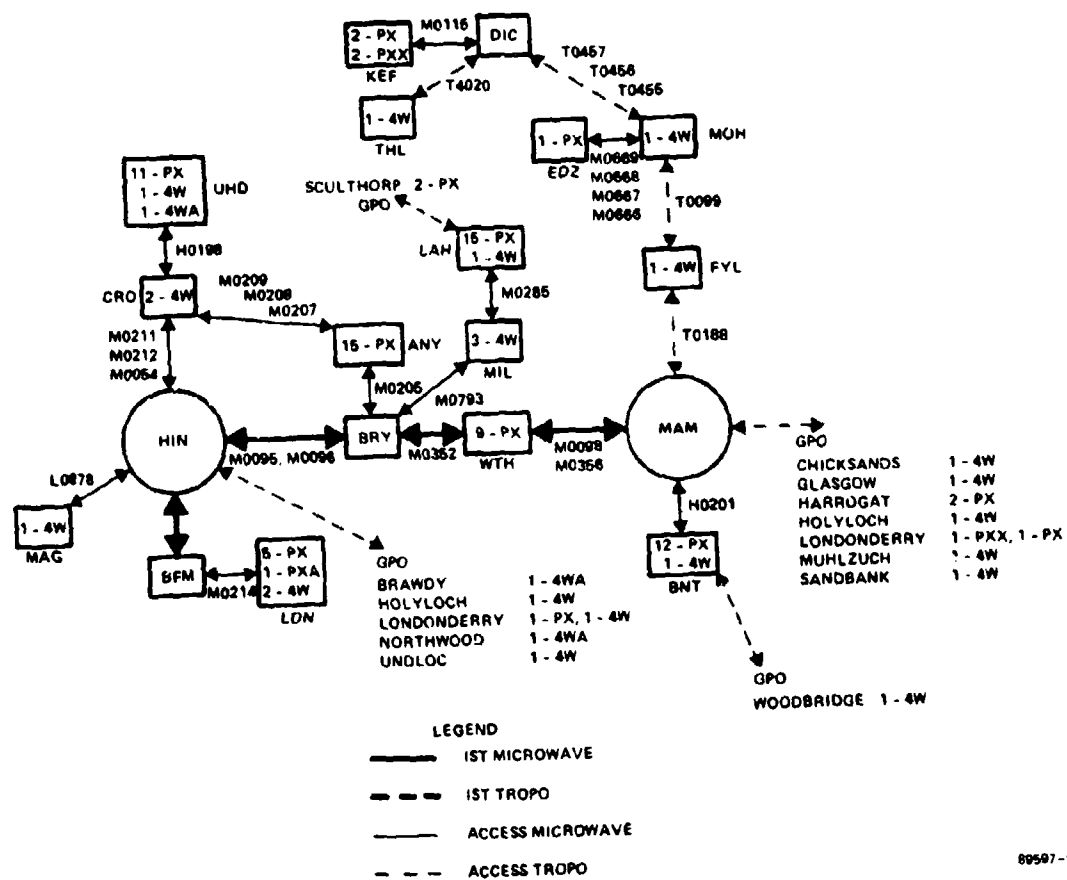 M0115
2 - PX
2 - PXX
KEF
DIC
T4020
1 - 4W
THL
T0457
T0456
T0455
1 - PX
EDZ
M0669
M0668
M0667
M0666
1 - 4W
MOH
T0099
1 - 4W
FYL
T0188
11 - PX
1 - 4W
1 - 4WA
UHD
H0198
SCULTHORP 2 - PX
GPO
LAH
15 - PX
1 - 4W
M0285
3 - 4W
MIL
M0793
CRO
2 - 4W
M0209
M0208
M0207
15 - PX
ANY
M0205
M0211
M0212
M0054
HIN
M0095, M0096
BRY
M0352
9 - PX
WTH
M0098
M0356
MAM
L0878
1 - 4W
MAG
BFM
M0214
5 - PX
1 - PXA
2 - 4W
LDN
GPO
BRAWDY 1 - 4WA
HOLYLOCH 1 - 4W
LONDONDERRY 1 - PX, 1 - 4W
NORTHWOOD 1 - 4WA
UNDLOC 1 - 4W
H0201
12 - PX
1 - 4W
BNT
GPO
CHICKSANDS 1 - 4W
GLASGOW 1 - 4W
HARROGAT 2 - PX
HOLYLOCH 1 - 4W
LONDONDERRY 1 - PXX, 1 - PX
MUHLZUCH - 4W
SANDBANK 1 - 4W
GPO
WOODBRIDGE 1 - 4W
LEGEND
IST MICROWAVE
IST TROPO
ACCESS MICROWAVE
ACCESS TROPO
89597-